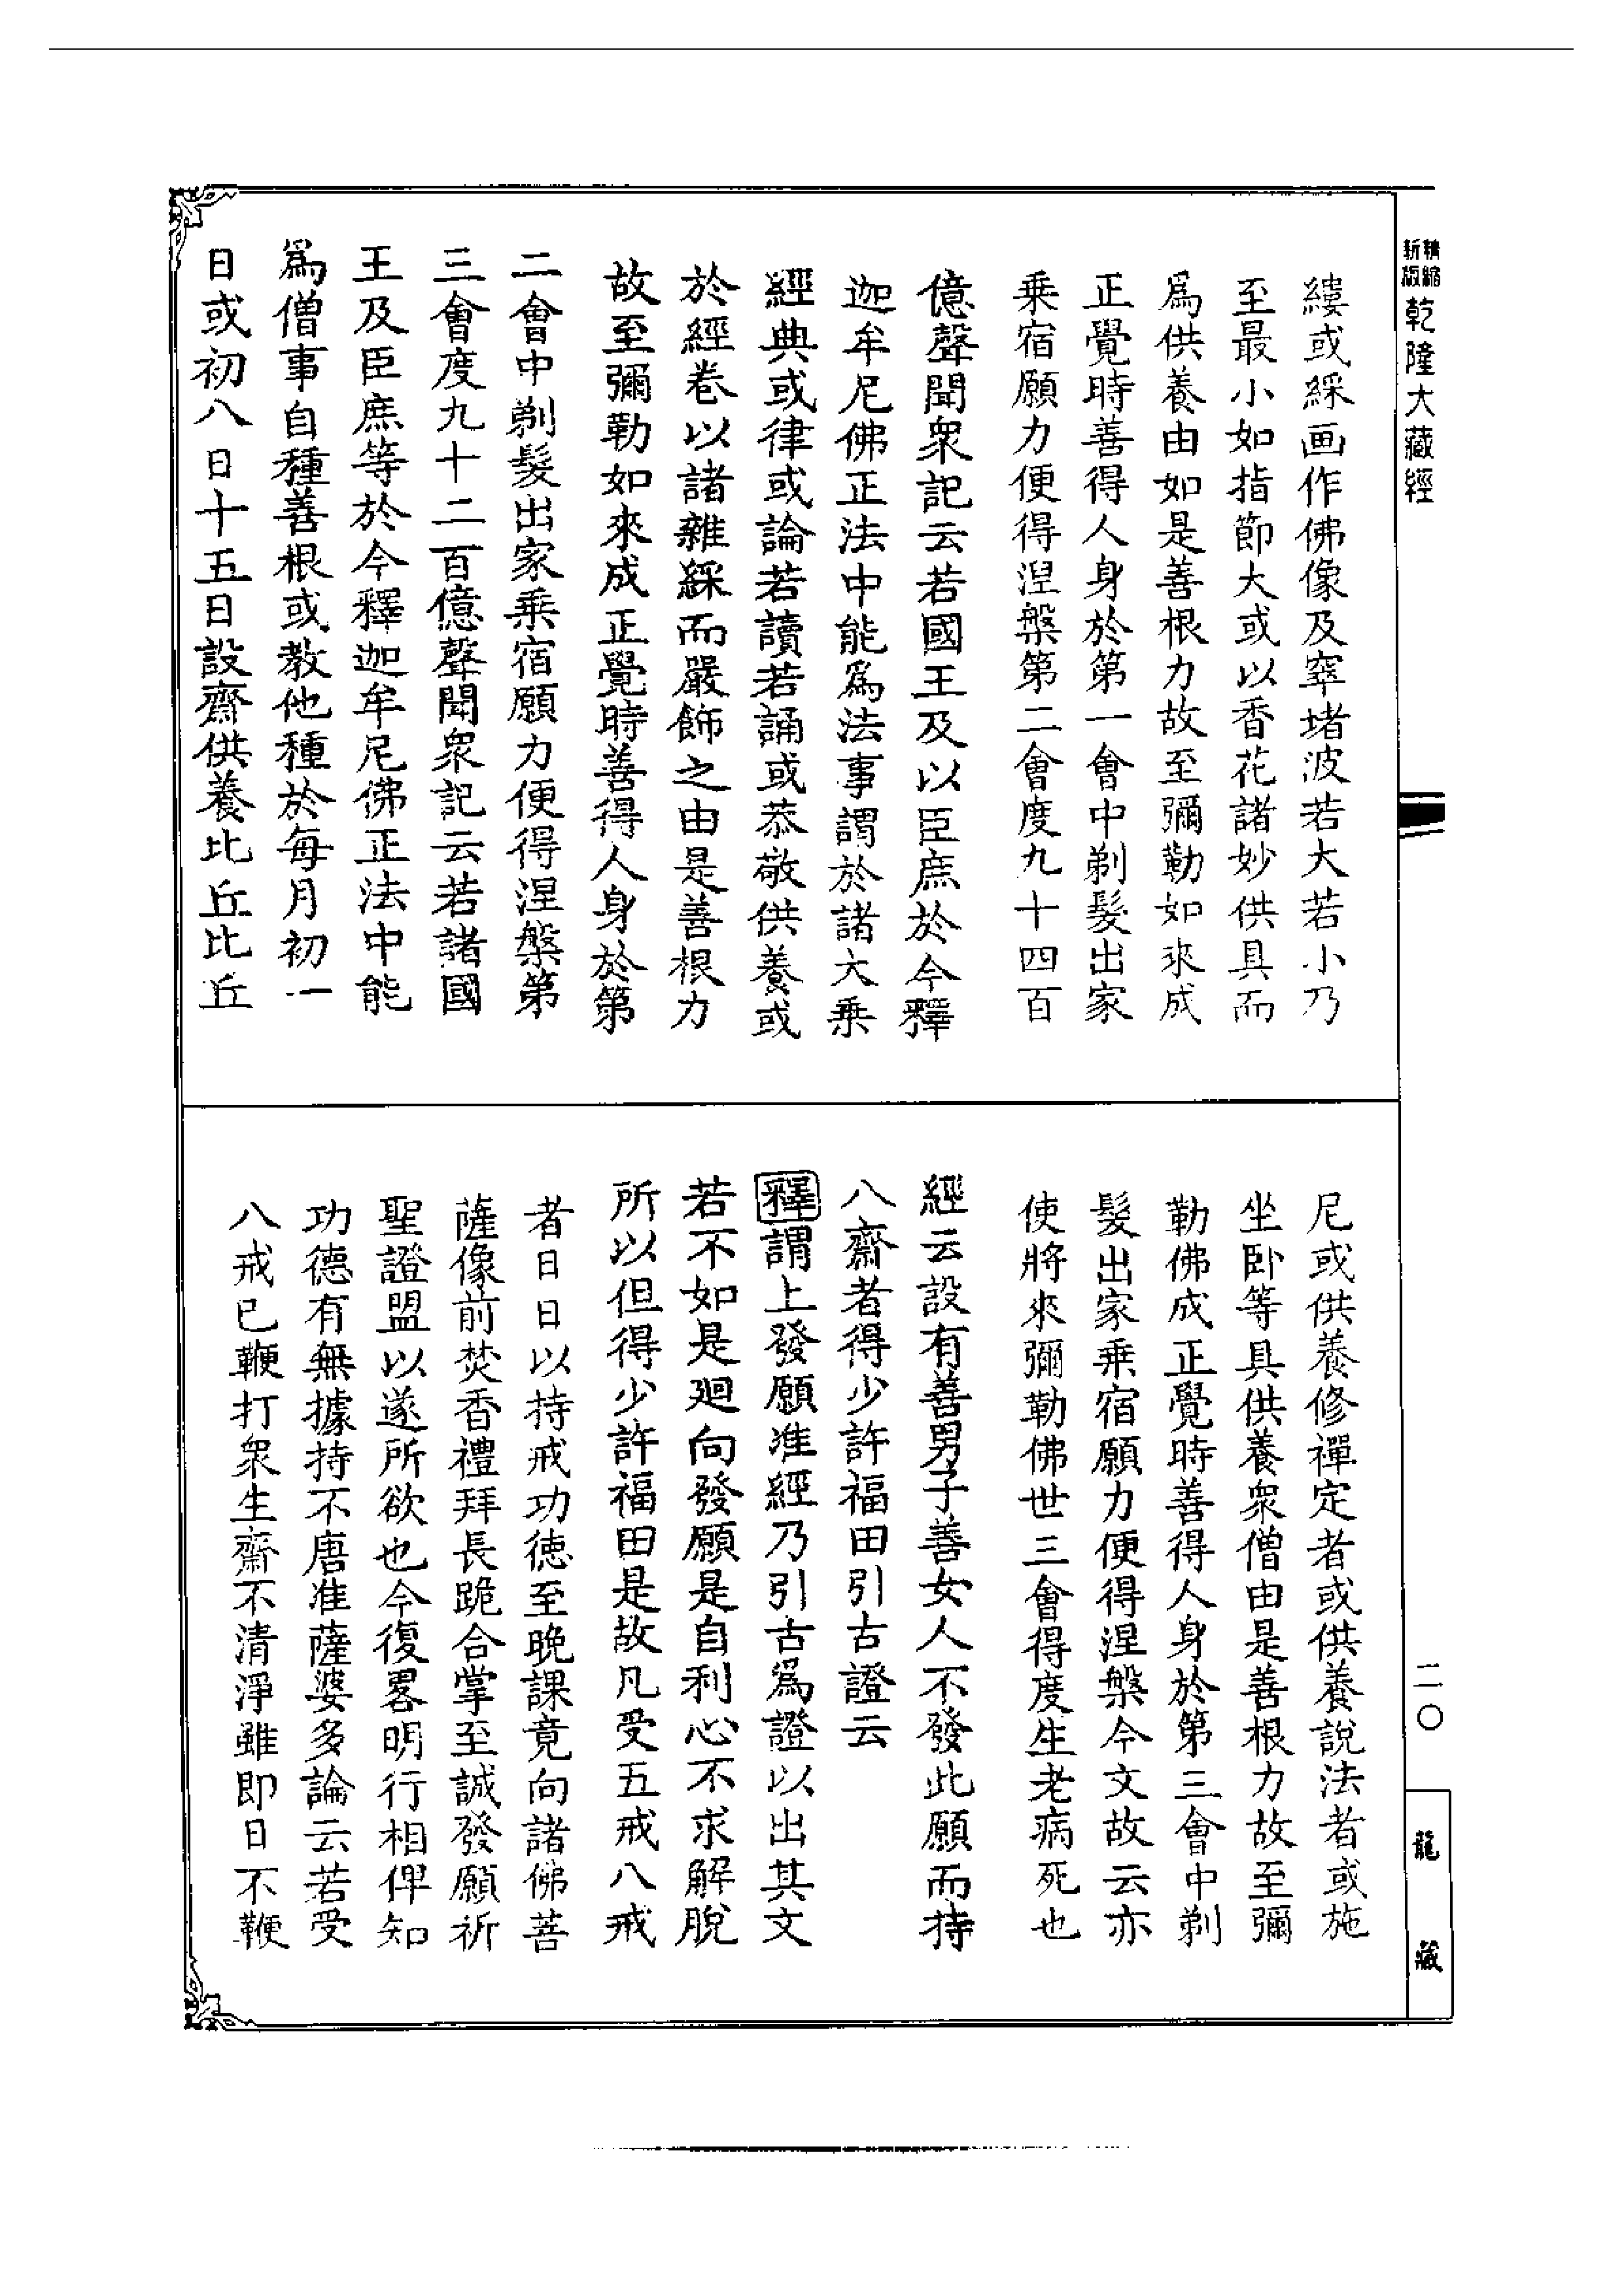 精縮
新版
乾隆大藏經
縷或綵画作佛像及窣堵波若大若小乃
至最小如指節大或以香花諸妙供具而
爲供養由如是善根力故至彌勒如來成
正覺時善得人身於第一會中剃髮出家
乘宿願力便得涅槃第二會度九十四百
億聲聞衆記云若國王及以臣庶於今釋
迦牟尼佛正法中能爲法事謂於諸大乘
經典或律或論若讀若誦或恭敬供養或
於經卷以諸雜綵而嚴飾之由是善根力
故至彌勒如來成正覺時善得人身於第
二會中剃髮出家乘宿願力便得涅槃第
三會度九十二百億聲聞衆記云若諸國
王及臣庶等於今釋迦牟尼佛正法中能
爲僧事自種善根或教他種於每月初一
日或初八日十五日設齋供養比丘比丘
尼或供養修禪定者或供養說法者或施
坐卧等具供養衆僧由是善根力故至彌
勒佛成正覺時善得人身於第三會中剃
髮出家乘宿願力便得涅槃今文故云亦
使將來彌勒佛世三會得度生老病死也
經云設有善男子善女人不發此願而持
八齋者得少許福田引古證云
釋謂上發願准經乃引古爲證以出其文
若不如是廻向發願是自利心不求解脫
所以但得少許福田是故凡受五戒八戒
者日日以持戒功徳至晚課竟向諸佛菩
薩像前焚香禮拜長跪合掌至誠發願祈
聖證盟以遂所欲也今復畧明行相俾知
功德有無據持不唐准薩婆多論云若受
八戒已鞭打衆生齋不清淨雖即日不鞭
二〇
龍藏